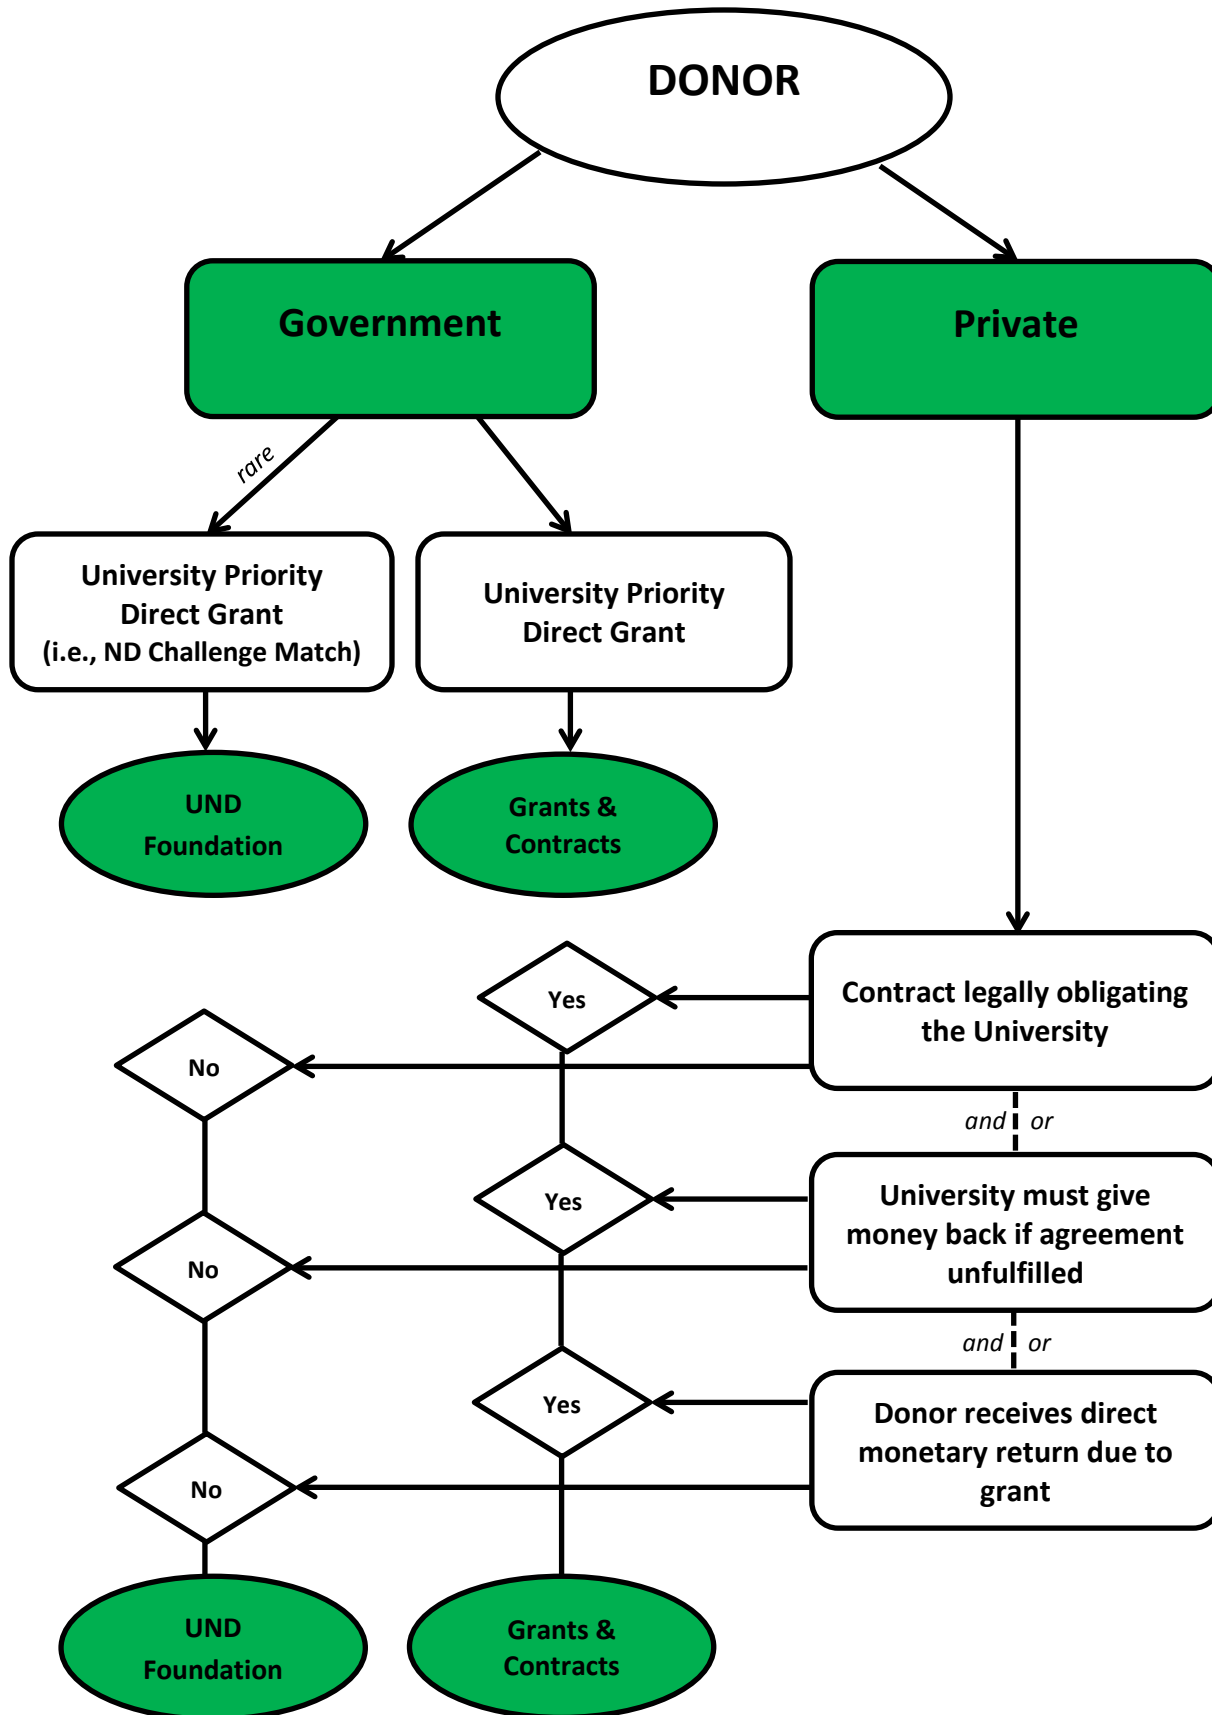 DONOR
Government
Private
rare
University Priority
Direct Grant
(i.e., ND Challenge Match)
University Priority
Direct Grant
UND
Foundation
Grants &
Contracts
Contract legally obligating
the University
Yes
No
and or
University must give
money back if agreement
unfulfilled
Yes
No
and or
Donor receives direct
monetary return due to
grant
Yes
No
UND
Foundation
Grants &
Contracts